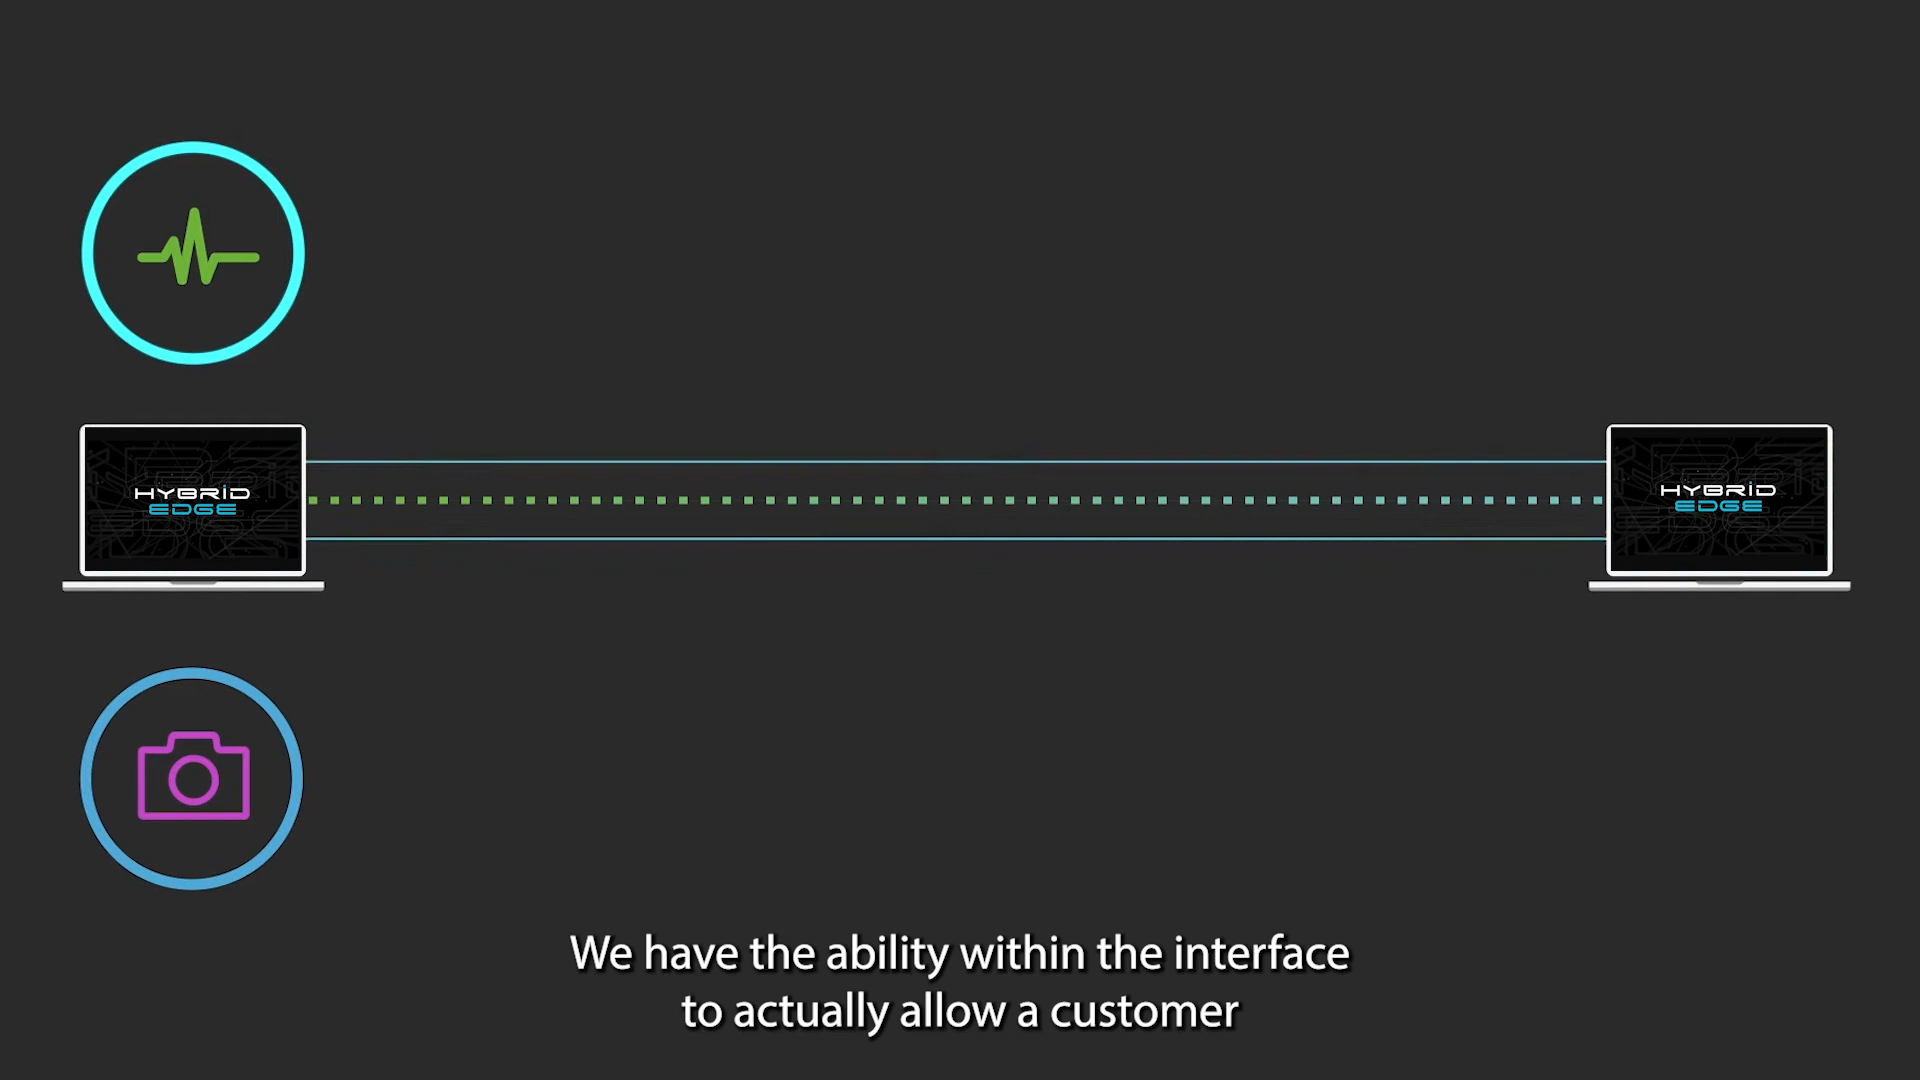 HYBRID
EDGE
HYBRID
EDGE
We have the ability within the interface
to actually allow a customer